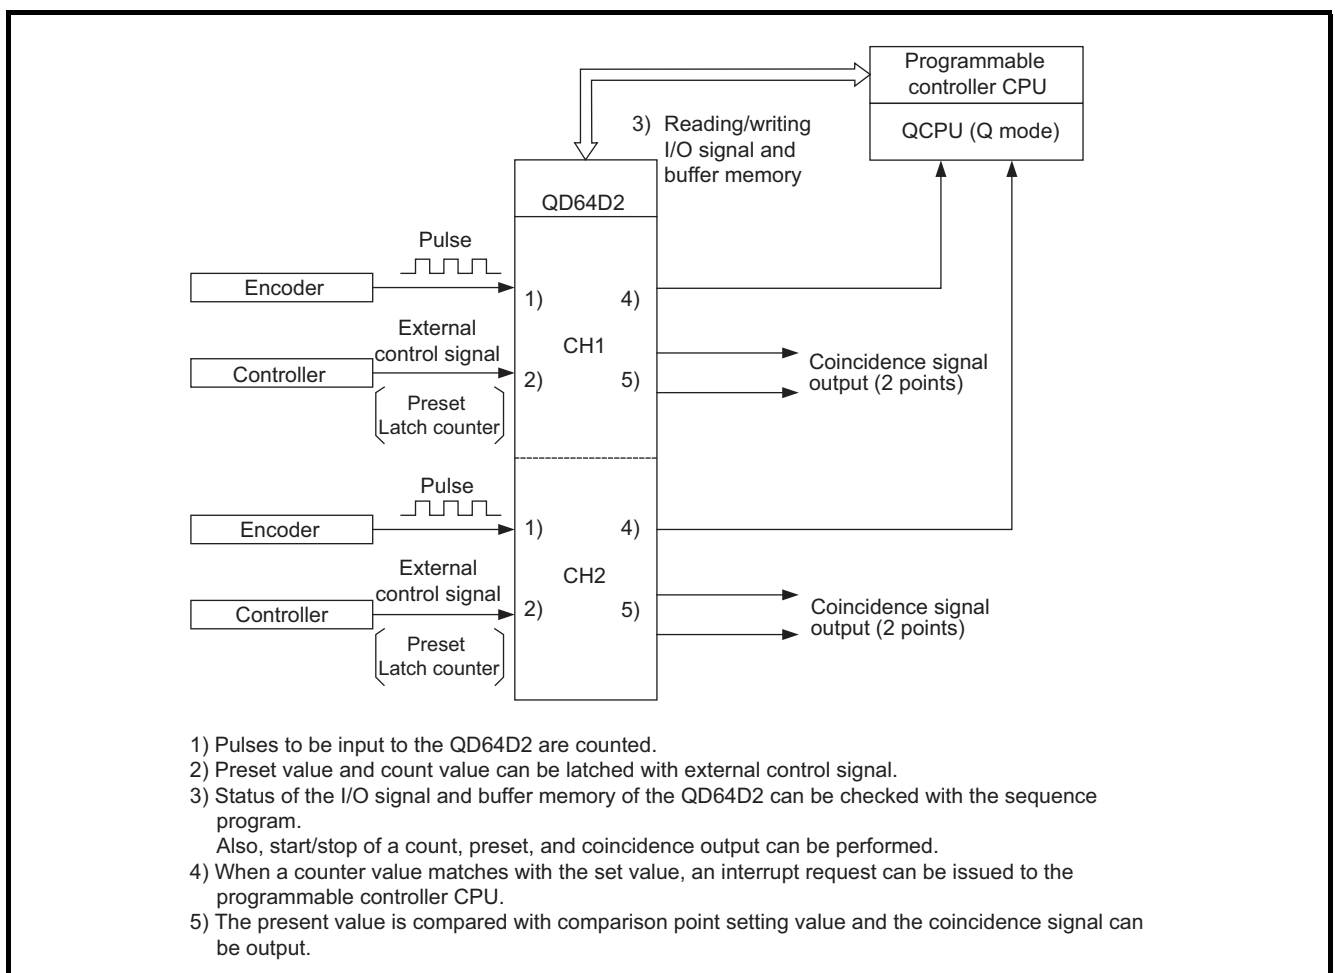 Programmable
controller CPU
QCPU (Q mode)
3) Reading/writing
I/O signal and
buffer memory
QD64D2
Pulse
Encoder
1)
4)
External
control signal
CH1
Controller
2)
5)
Coincidence signal
output (2 points)
Preset
Latch counter
Pulse
Encoder
1)
4)
External
control signal
CH2
Controller
2)
5)
Coincidence signal
output (2 points)
Preset
Latch counter
1) Pulses to be input to the QD64D2 are counted.
2) Preset value and count value can be latched with external control signal.
3) Status of the I/O signal and buffer memory of the QD64D2 can be checked with the sequence
program.
Also, start/stop of a count, preset, and coincidence output can be performed.
4) When a counter value matches with the set value, an interrupt request can be issued to the
programmable controller CPU.
5) The present value is compared with comparison point setting value and the coincidence signal can
be output.